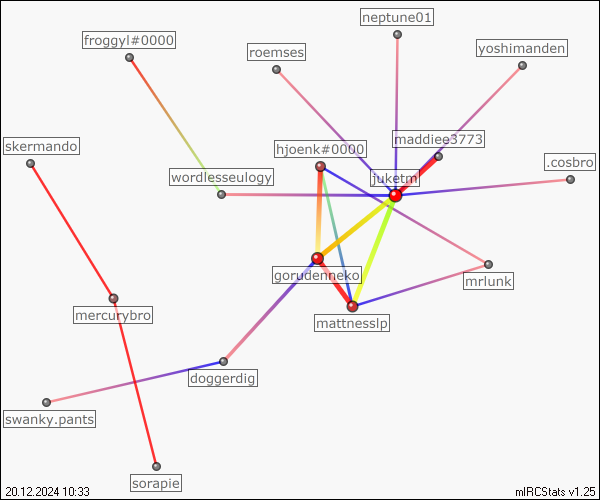 neptune01
froggyl#0000
roemses
yoshimanden
maddiee3773
skermando
hjoenk#0000
.cosbro
wordlesseulogy
juketm
gorudenneko
mrlunk
mercurybro
mattnesslp
doggerdig
swanky.pants
sorapie
20.12.2024 10:33
mIRCStats v1.25